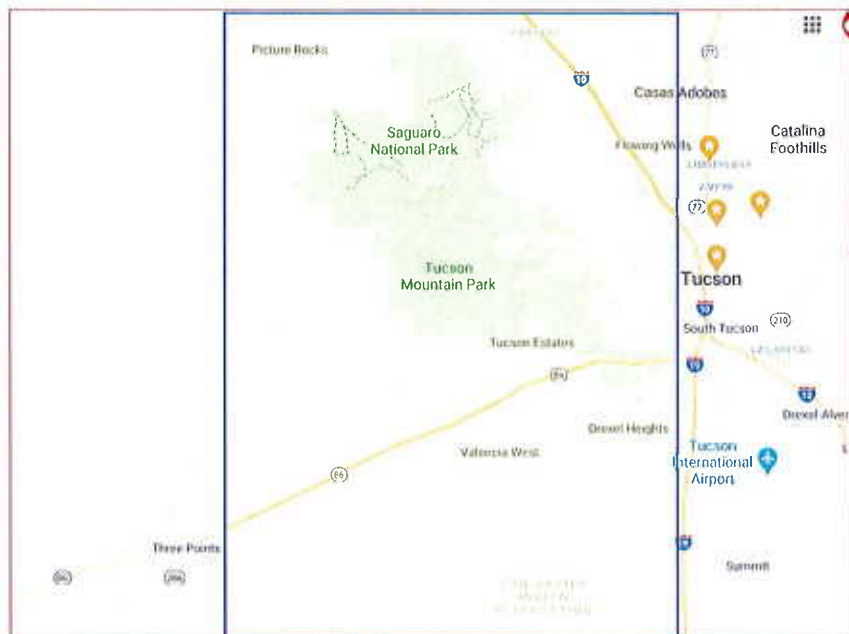 77
Picture Rocks
10
Casas Adobes
Saguaro
National Park
Catalina
Foothills
Flowing Wells
77
Tucson
Mountain Park
Tucson
10
210
South Tucson
Tucson Estates
19
86
10
Drexel Heights
Valencia West
Tucson
International
Airport
86
Three Points
19
86
286
Summit